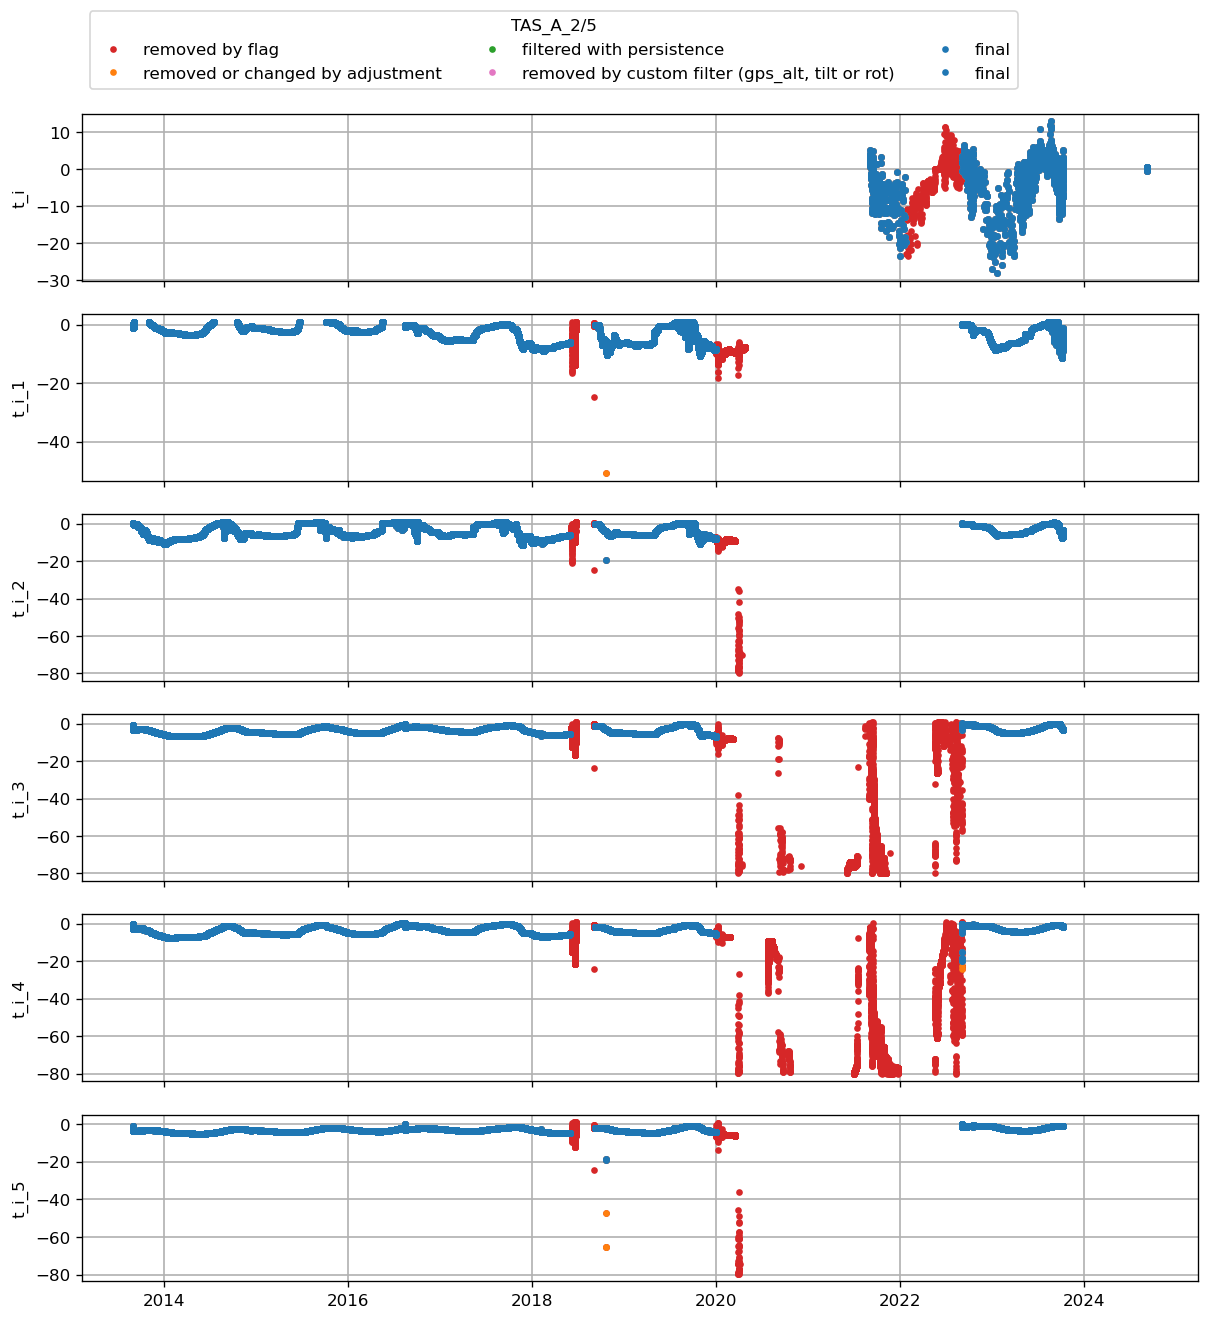 TAS_A_2/5
removed by flag
filtered with persistence
final
removed or changed by adjustment
removed by custom filter (gps_alt, tilt or rot)
final
10
0
−10
−20
−30
t_i
0
−20
−40
t_i_1
0
−20
−40
−60
−80
t_i_2
0
−20
−40
−60
−80
t_i_3
0
−20
−40
−60
−80
t_i_4
0
−20
−40
−60
−80
t_i_5
2014 2016 2018 2020 2022 2024